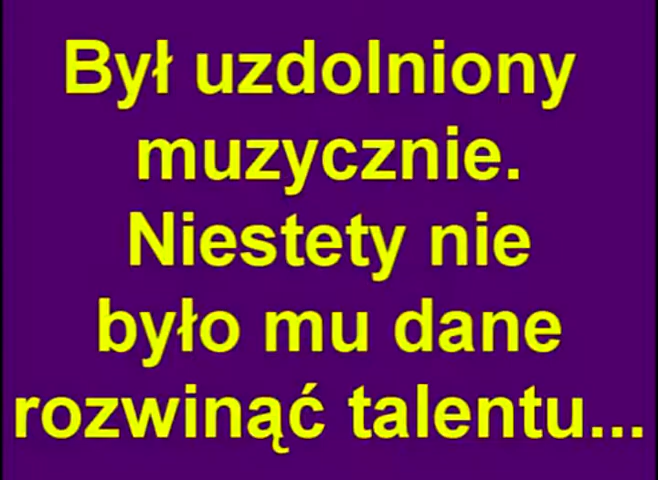 Był uzdolniony
muzycznie.
Niestety nie
było mu dane
rozwinąć talentu...